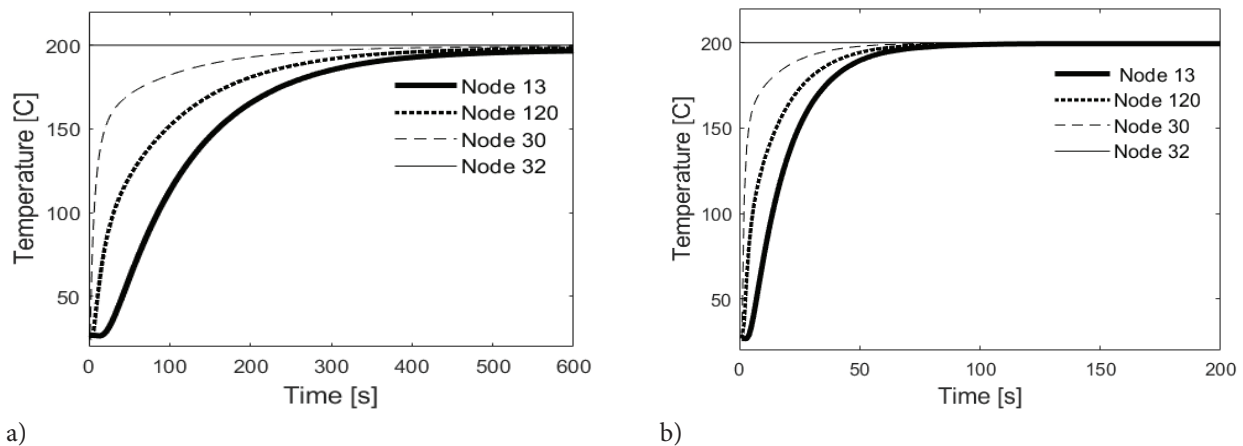 200
150
100
50
Temperature [C]
Node 13
Node 120
Node 30
Node 32
0 100 200 300 400 500 600
Time [s]
a)
200
150
100
50
Temperature [C]
Node 13
Node 120
Node 30
Node 32
0 50 100 150 200
Time [s]
b)